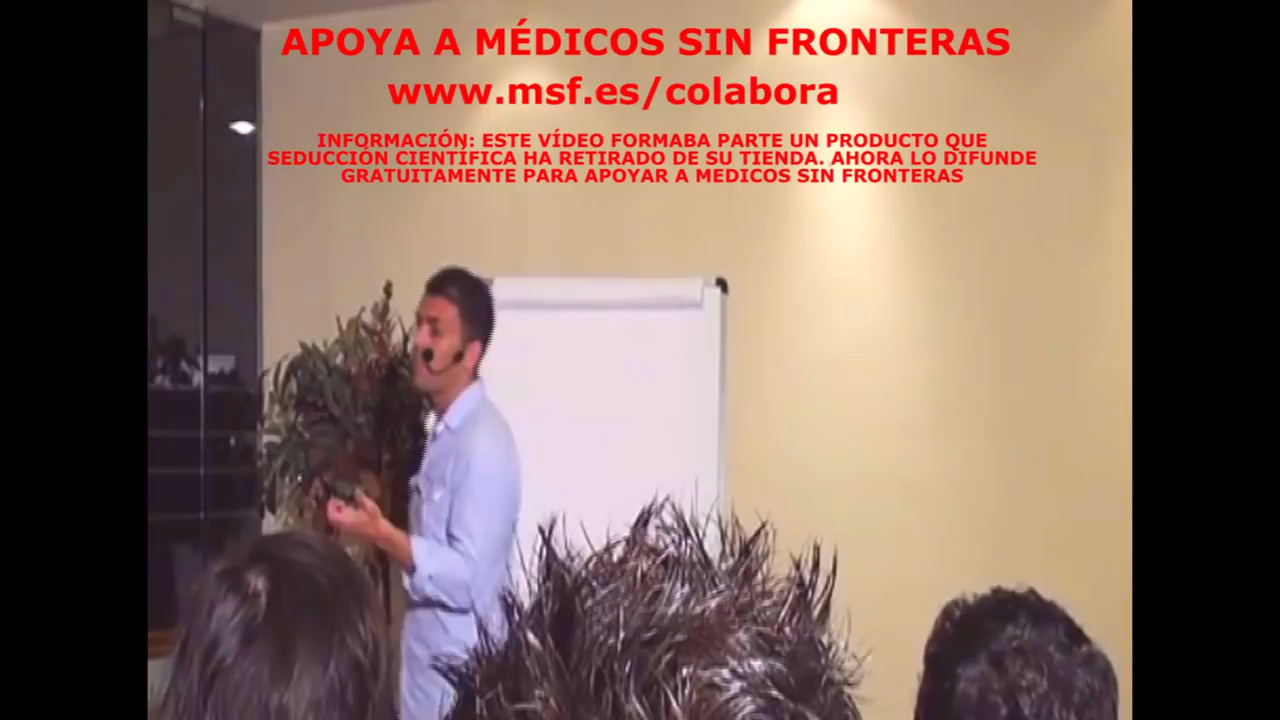 APOYA A MÉDICOS SIN FRONTERAS
www.msf.es/colabora
INFORMACIÓN: ESTE VÍDEO FORMABA PARTE UN PRODUCTO QUE
SEDUCCIÓN CIENTÍFICA HA RETIRADO DE SU TIENDA. AHORA LO DIFUNDE
GRATUITAMENTE PARA APOYAR A MEDICOS SIN FRONTERAS